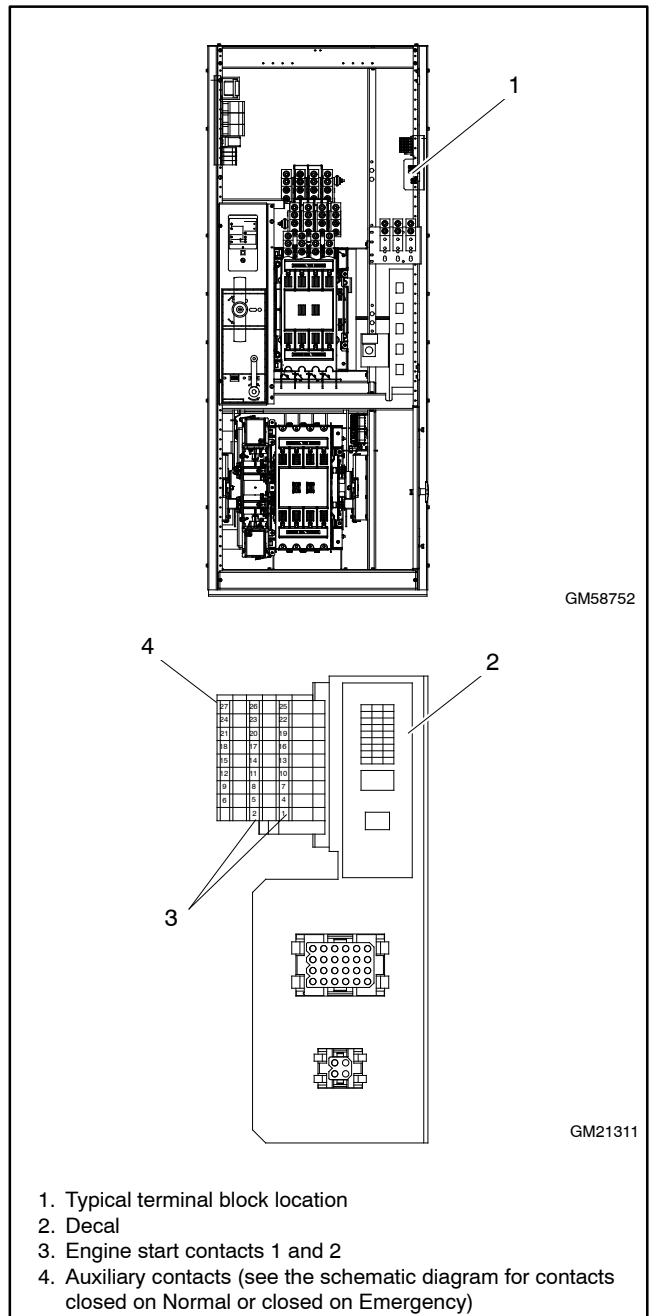 1
GM58752
4
2
27 26 25
24 23 22
21 20 19
18 17 16
15 14 13
12 11 10
9 8 7
6 5 4
2 1
3
GM21311
1. Typical terminal block location
2. Decal
3. Engine start contacts 1 and 2
4. Auxiliary contacts (see the schematic diagram for contacts
closed on Normal or closed on Emergency)